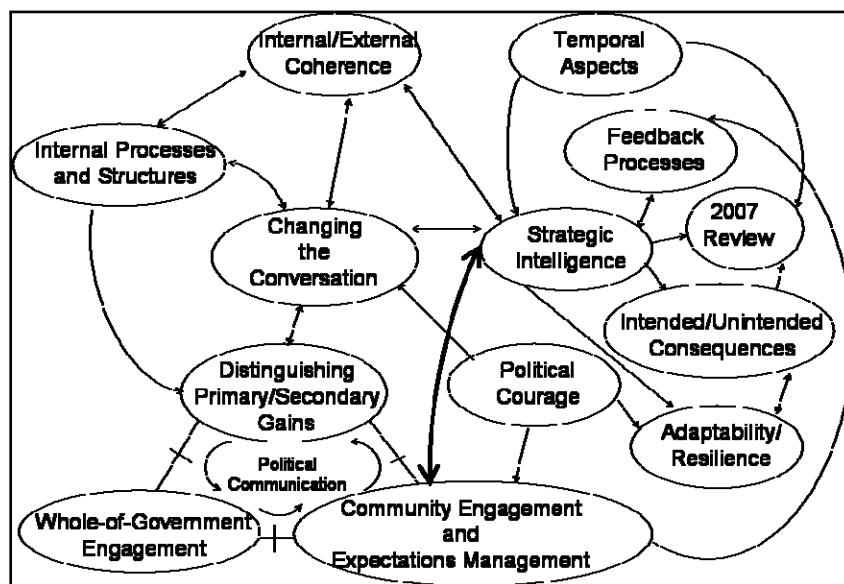 Internal/External
Coherence
Temporal
Aspects
Internal Processes
and Structures
Feedback
Processes
Changing
the
Conversation
Strategic
Intelligence
2007
Review
Intended/Unintended
Consequences
Distinguishing
Primary/Secondary
Gains
Political
Courage
Adaptability/
Resilience
Political
Communication
Whole-of-Government
Engagement
Community Engagement
and
Expectations Management